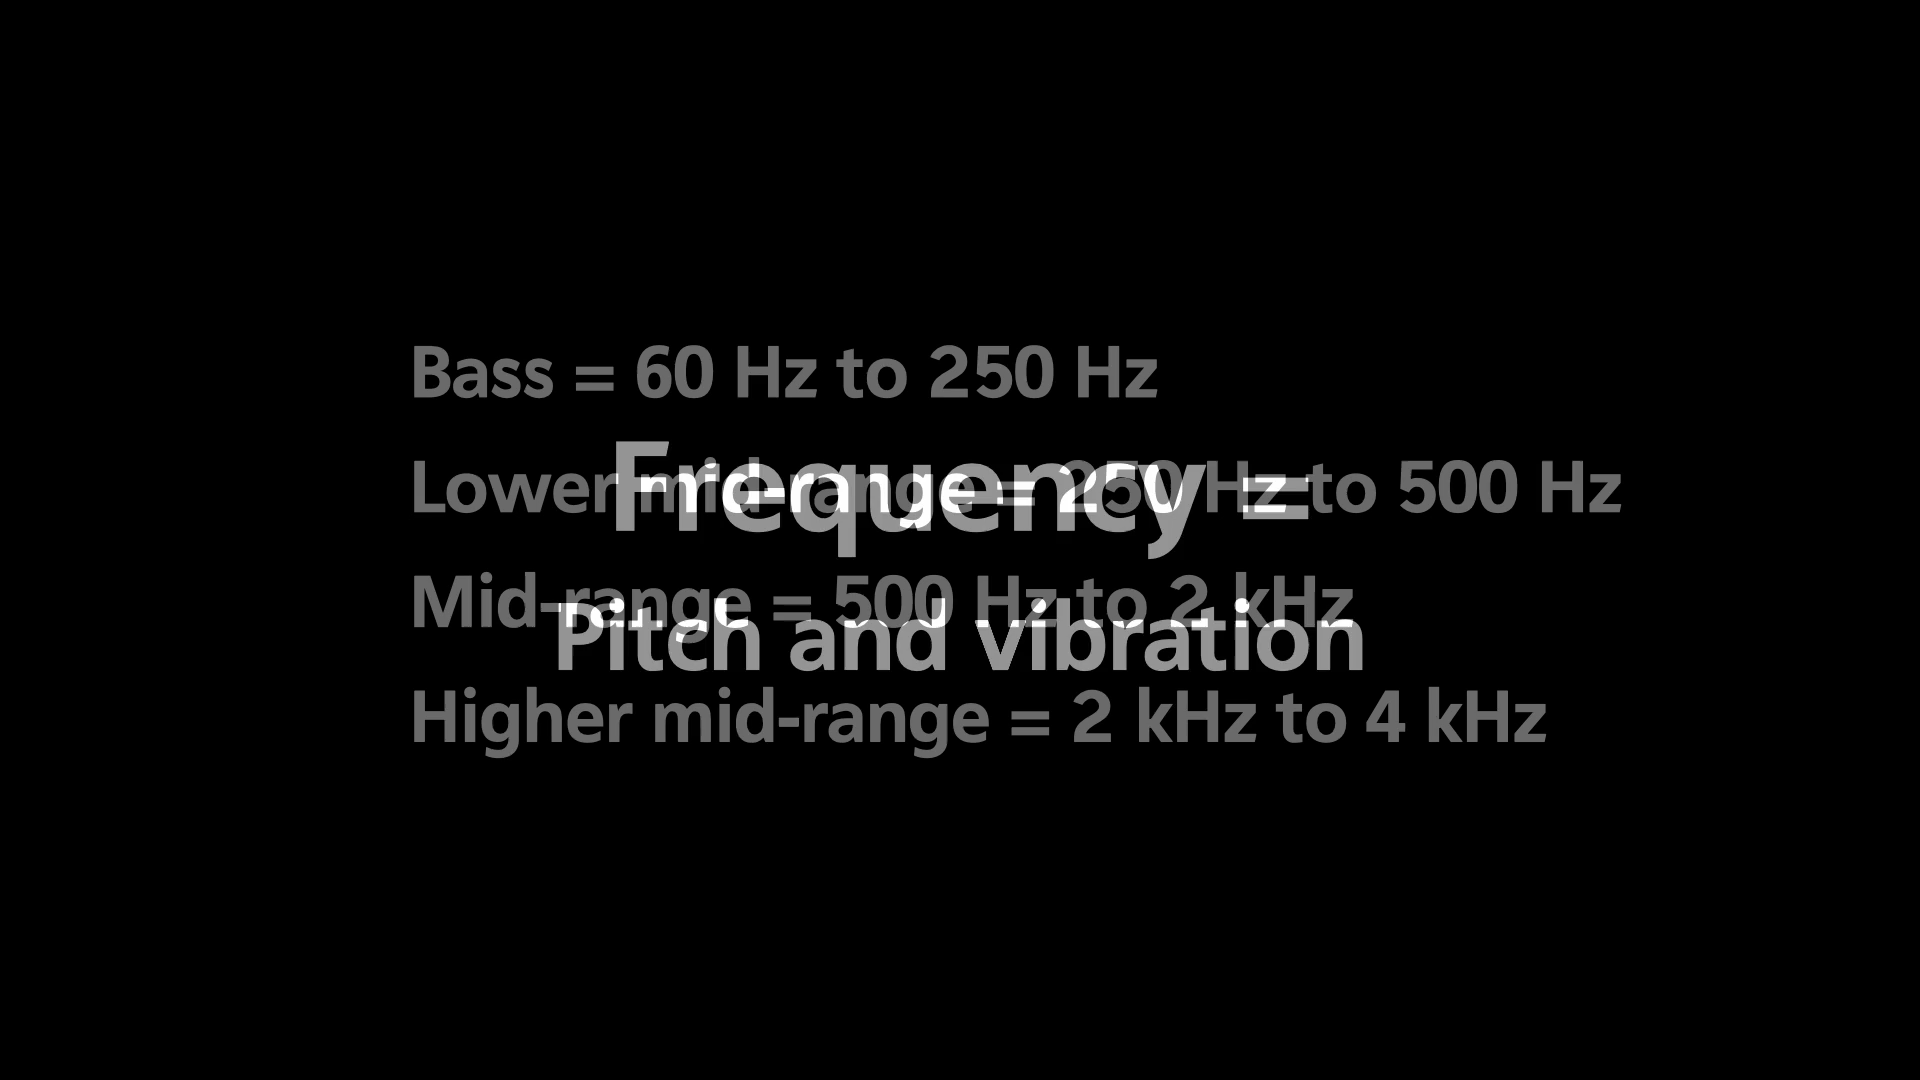 Bass = 60 Hz to 250 Hz
Lower mid-range = 250 Hz to 500 Hz
Frequency =
Mid-range = 500 Hz to 2 kHz
Pitch and vibration
Higher mid-range = 2 kHz to 4 kHz